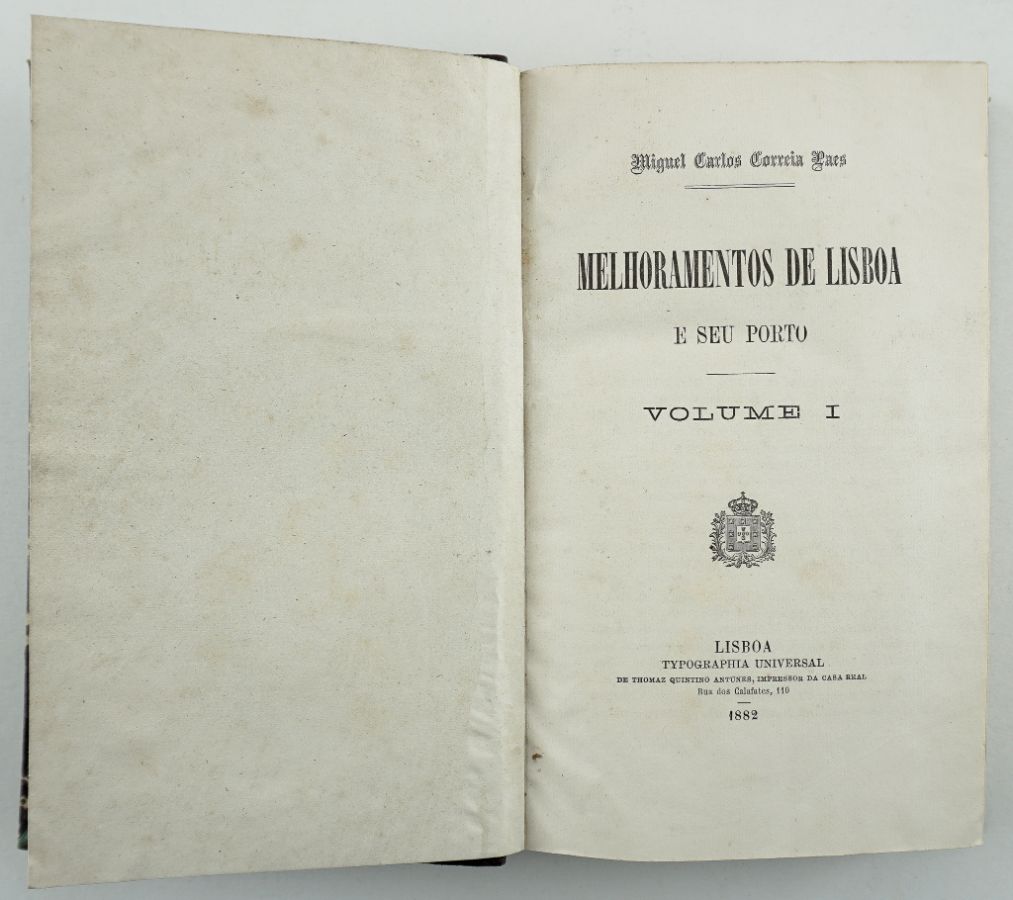 Miguel Carlos Correia Paes
MELHORAMENTOS DE LISBOA
E SEU PORTO
VOLUME I
LISBOA
TYPOGRAPHIA UNIVERSAL
DE THOMAZ QUINTINO ANTUNES, IMPRESSOR DA CASA REAL
Rua dos Calafates, 110
1882